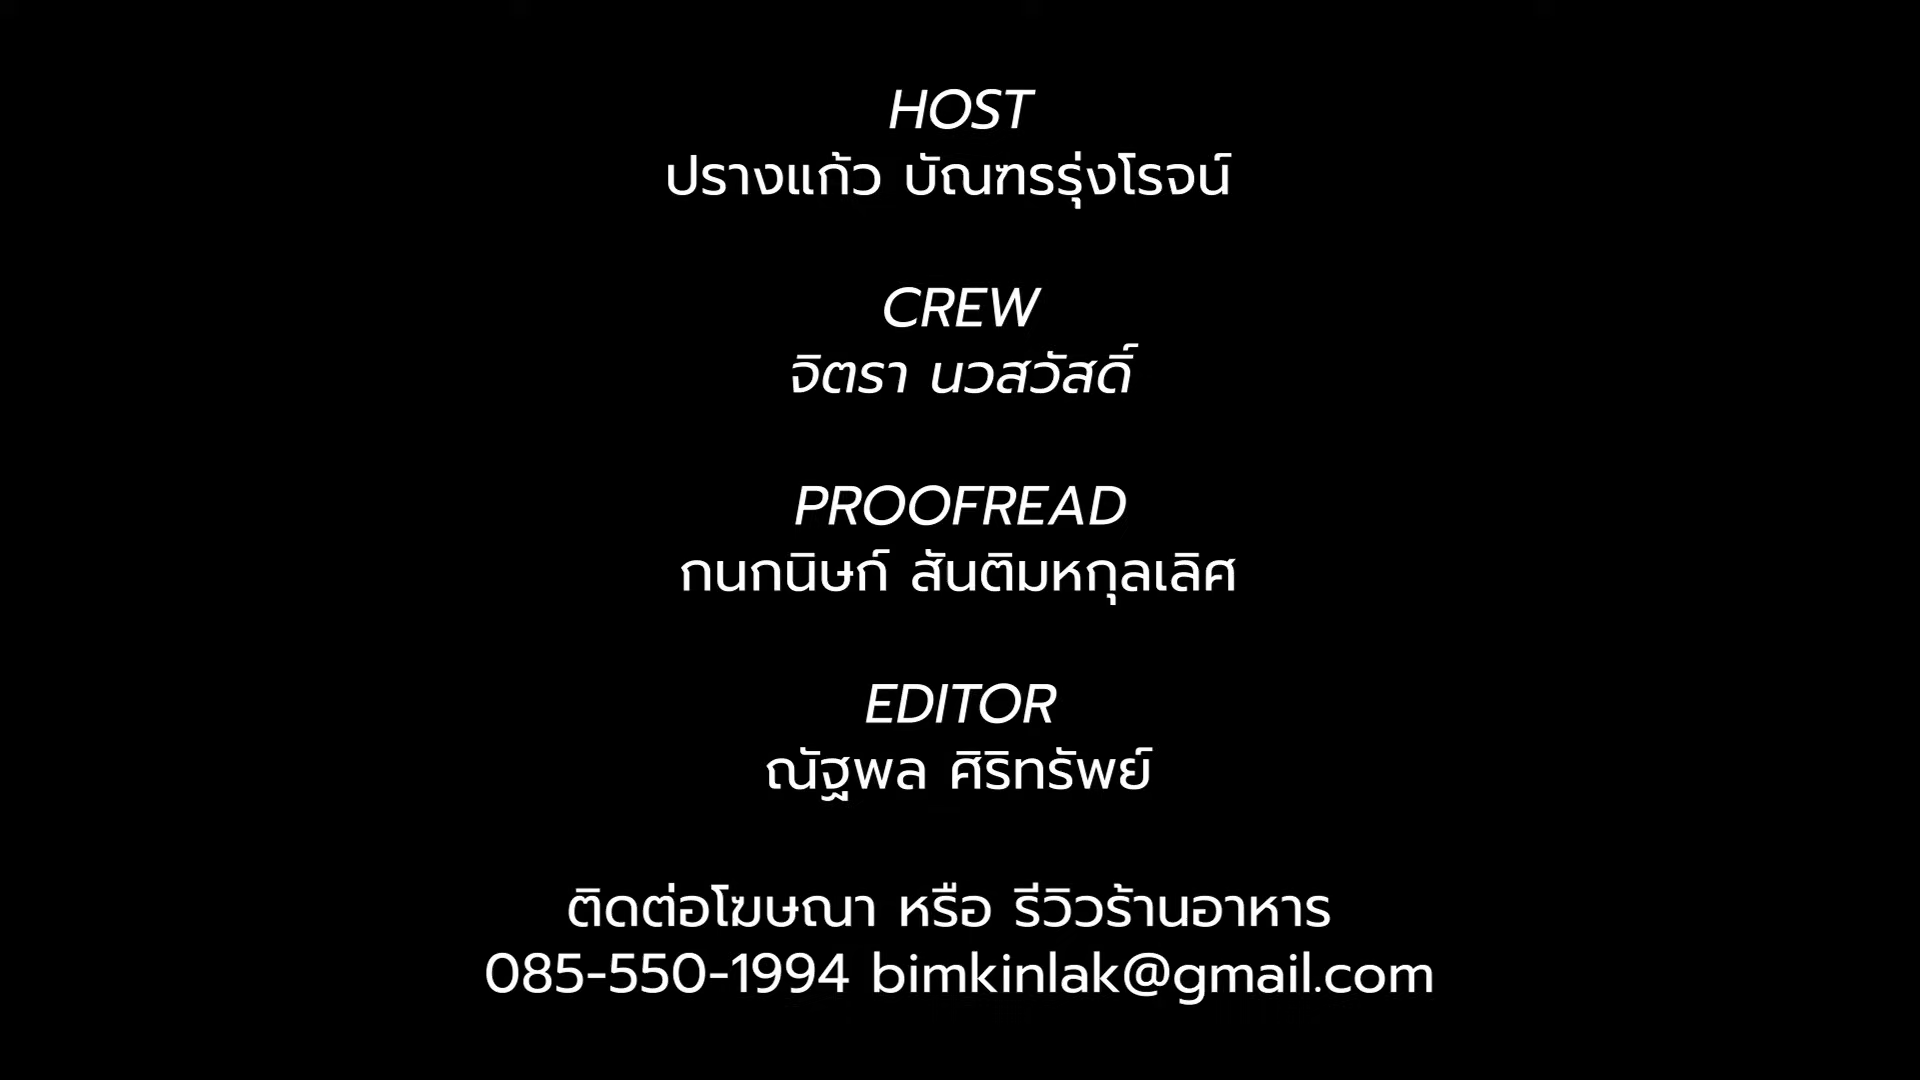 HOST
ปรางแก้ว บัณฑรรุ่งโรจน์
CREW
จิตรา นวสวัสดิ์
PROOFREAD
กนกนิษก์ สันติมหกุลเลิศ
EDITOR
ณัฐพล ศิริทรัพย์
ติดต่อโฆษณา หรือ รีวิวร้านอาหาร
085-550-1994 bimkinlak@gmail.com